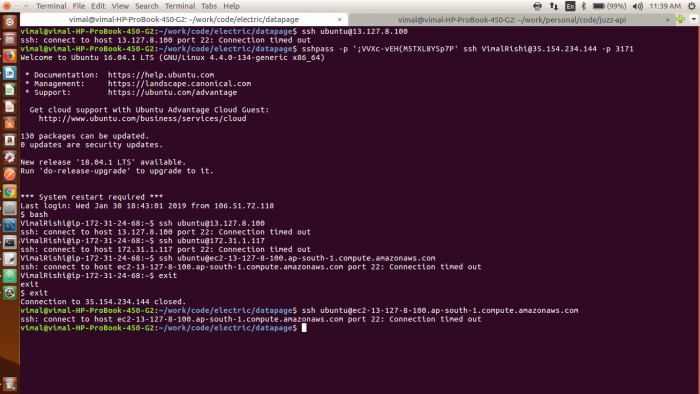 Terminal File Edit View Search Terminal Help En (99%) 11:39 AM
vimal@vimal-HP-ProBook-450-G2: ~/work/code/electric/datapage × vimal@vimal-HP-ProBook-450-G2: ~/work/personal/code/juzz-api
vimal@vimal-HP-ProBook-450-G2:~/work/code/electric/datapage$ ssh ubuntu@13.127.8.100
ssh: connect to host 13.127.8.100 port 22: Connection timed out
vimal@vimal-HP-ProBook-450-G2:~/work/code/electric/datapage$ sshpass -p ';VVXc-vEH(M5TXL8YSp7P' ssh VimalRishi@35.154.234.144 -p 3171
Welcome to Ubuntu 16.04.1 LTS (GNU/Linux 4.4.0-134-generic x86_64)
* Documentation: https://help.ubuntu.com
* Management: https://landscape.canonical.com
* Support: https://ubuntu.com/advantage
Get cloud support with Ubuntu Advantage Cloud Guest:
http://www.ubuntu.com/business/services/cloud
130 packages can be updated.
0 updates are security updates.
New release '18.04.1 LTS' available.
Run 'do-release-upgrade' to upgrade to it.
*** System restart required ***
Last login: Wed Jan 30 18:43:01 2019 from 106.51.72.118
$ bash
VimalRishi@ip-172-31-24-68:~$ ssh ubuntu@13.127.8.100
ssh: connect to host 13.127.8.100 port 22: Connection timed out
VimalRishi@ip-172-31-24-68:~$ ssh ubuntu@172.31.1.117
ssh: connect to host 172.31.1.117 port 22: Connection timed out
VimalRishi@ip-172-31-24-68:~$ ssh ubuntu@ec2-13-127-8-100.ap-south-1.compute.amazonaws.com
ssh: connect to host ec2-13-127-8-100.ap-south-1.compute.amazonaws.com port 22: Connection timed out
VimalRishi@ip-172-31-24-68:~$ exit
exit
$ exit
Connection to 35.154.234.144 closed.
vimal@vimal-HP-ProBook-450-G2:~/work/code/electric/datapage$ ssh ubuntu@ec2-13-127-8-100.ap-south-1.compute.amazonaws.com
ssh: connect to host ec2-13-127-8-100.ap-south-1.compute.amazonaws.com port 22: Connection timed out
vimal@vimal-HP-ProBook-450-G2:~/work/code/electric/datapage$